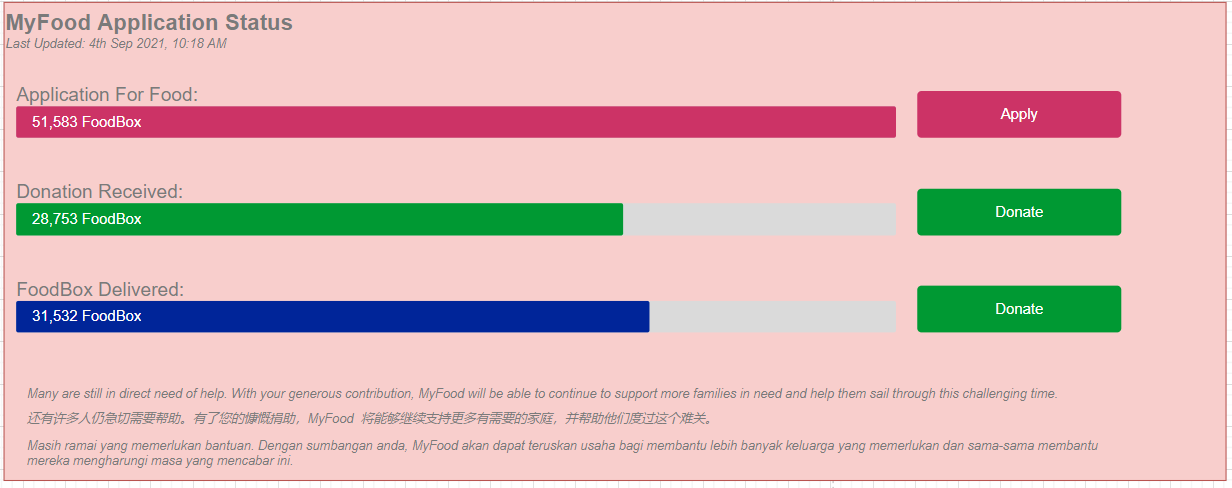 MyFood Application Status
Last Updated: 4th Sep 2021, 10:18 AM
Application For Food:
51,583 FoodBox
Apply
Donation Received:
28,753 FoodBox
Donate
FoodBox Delivered:
31,532 FoodBox
Donate
Many are still in direct need of help. With your generous contribution, MyFood will be able to continue to support more families in need and help them sail through this challenging time.
还有许多人仍急切需要帮助。有了您的慷慨捐助，MyFood 将能够继续支持更多有需要的家庭，并帮助他们度过这个难关。
Masih ramai yang memerlukan bantuan. Dengan sumbangan anda, MyFood akan dapat teruskan usaha bagi membantu lebih banyak keluarga yang memerlukan dan sama-sama membantu
mereka mengharungi masa yang mencabar ini.